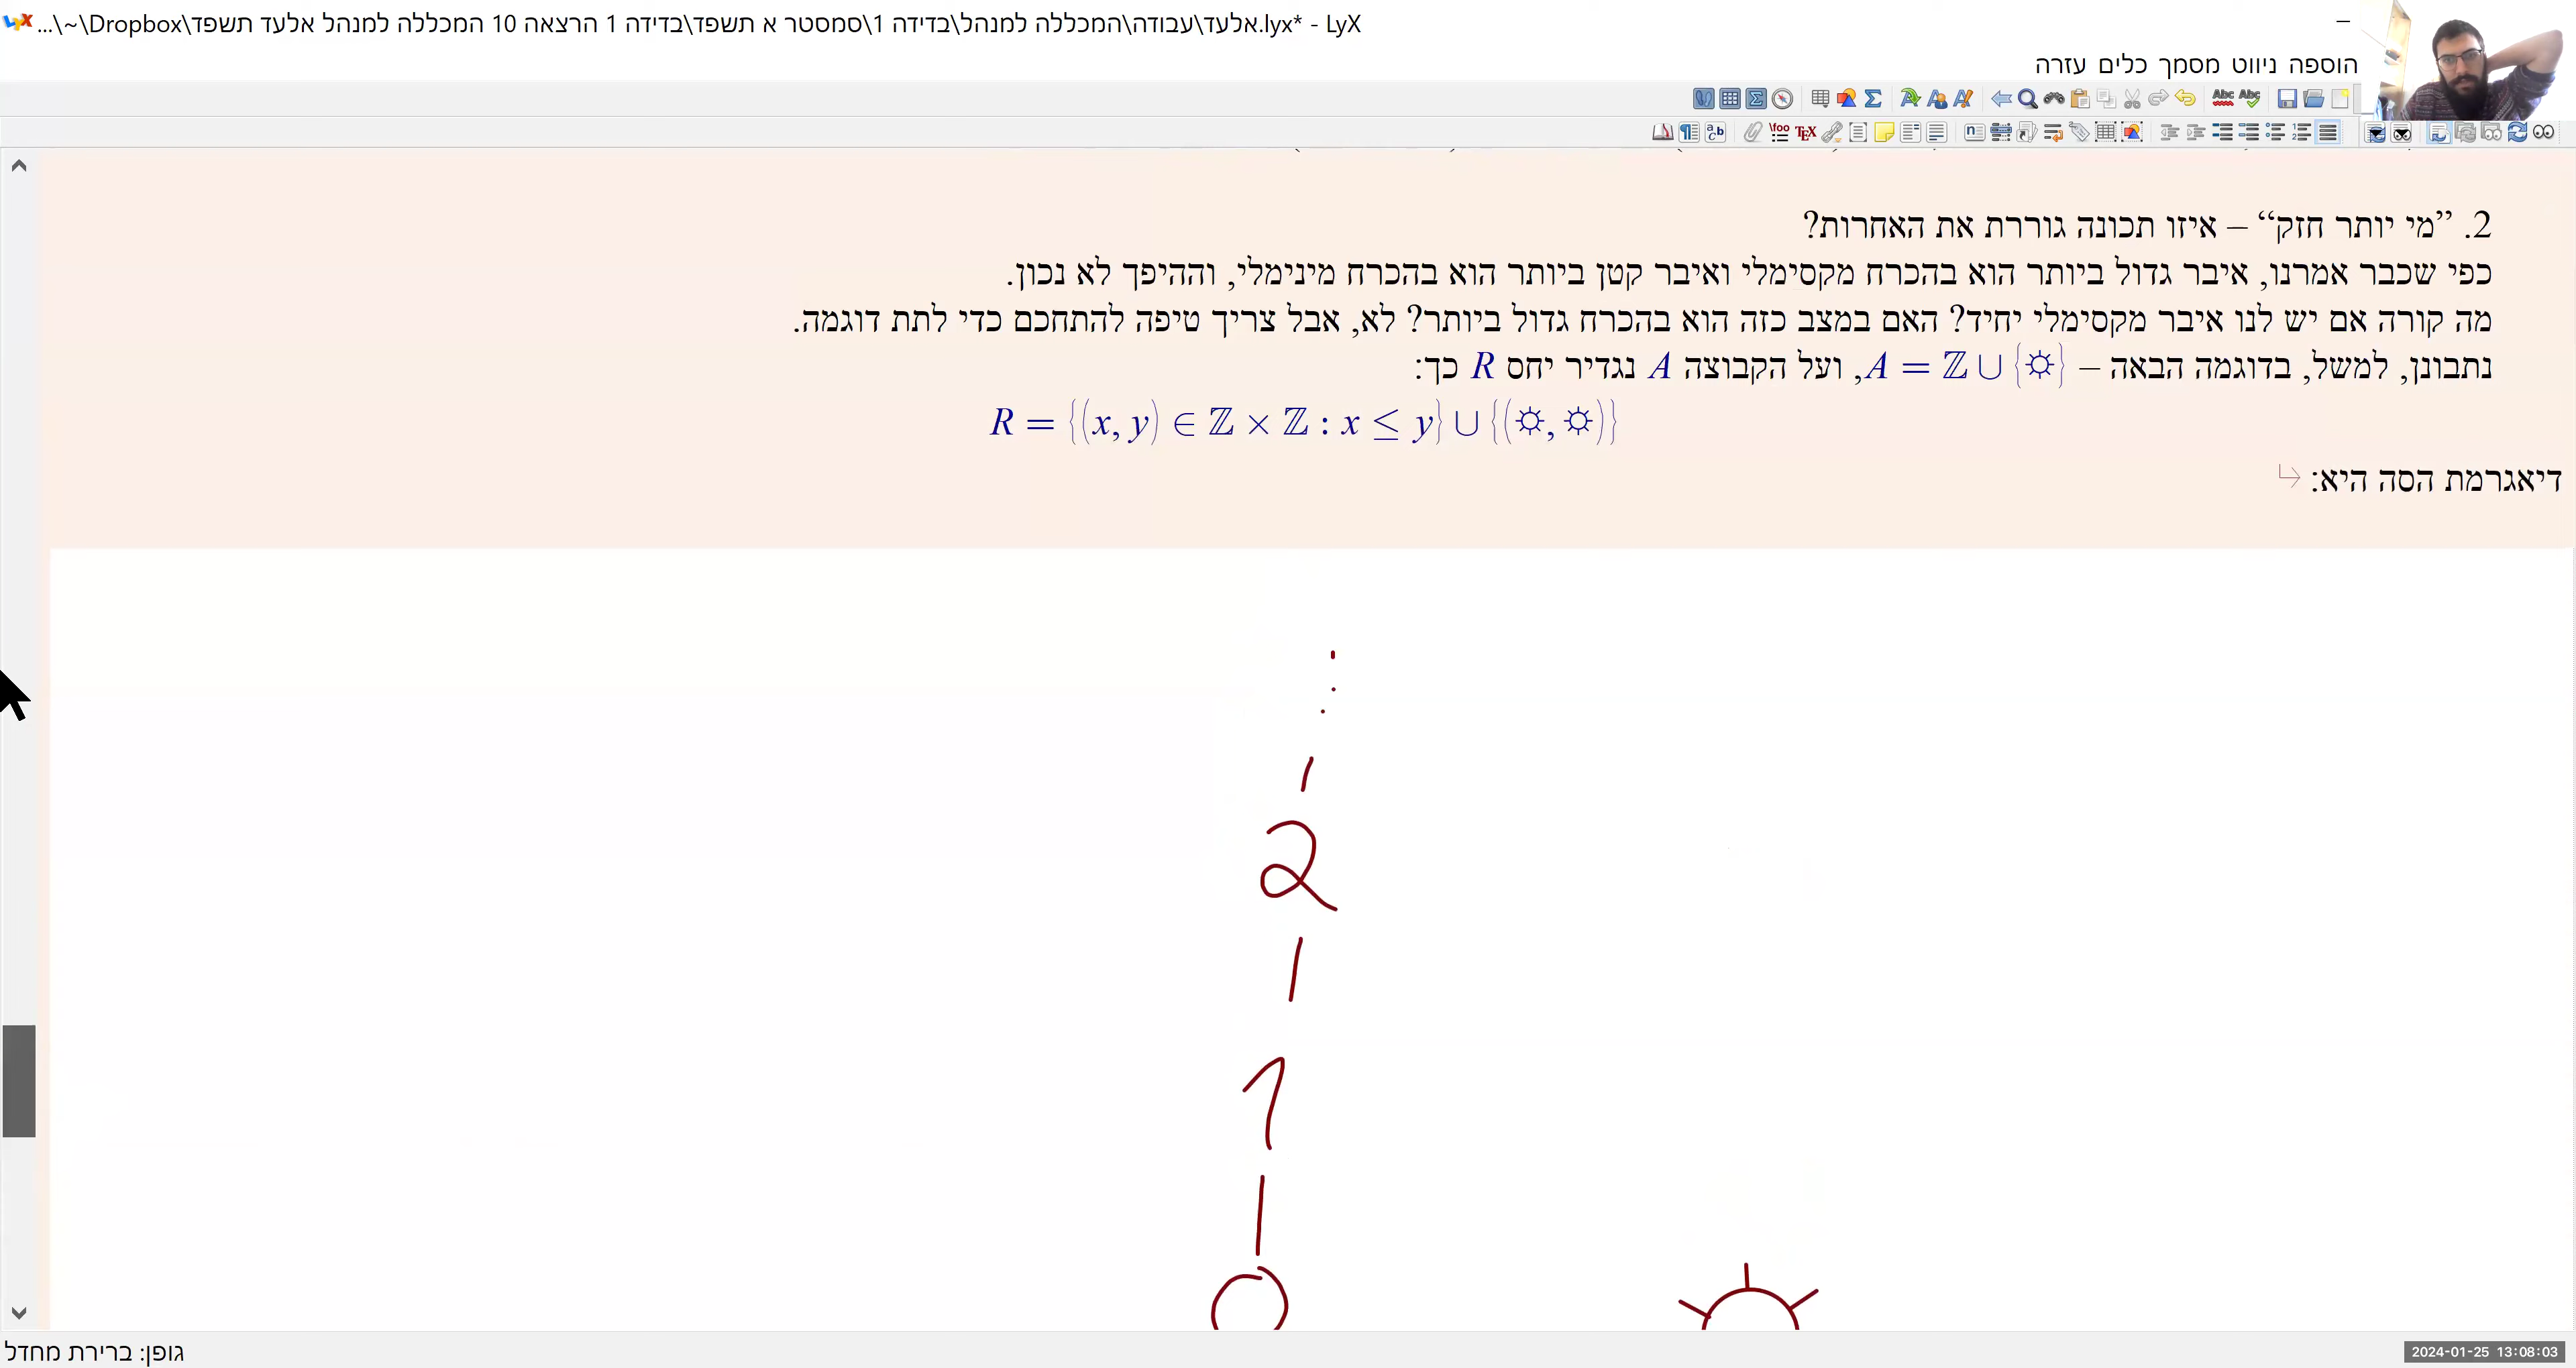 ...\~\Dropbox\אלעד\עבודה\המכללה למנהל\בדידה 1\סמסטר א תשפד\בדידה 1 הרצאה 10 המכללה למנהל אלעד תשפד.lyx* - LyX
הוספה ניווט מסמך כלים עזרה
2. ”מי יותר חזק“ – איזו תכונה גוררת את האחרות?
כפי שכבר אמרנו, איבר גדול ביותר הוא בהכרח מקסימלי ואיבר קטן ביותר הוא בהכרח מינימלי, וההיפך לא נכון.
מה קורה אם יש לנו איבר מקסימלי יחיד? האם במצב כזה הוא בהכרח גדול ביותר? לא, אבל צריך טיפה להתחכם כדי לתת דוגמה.
נתבונן, למשל, בדוגמה הבאה – A = ℤ ∪ {☼}, ועל הקבוצה A נגדיר יחס R כך:
R = {(x, y) ∈ ℤ × ℤ : x ≤ y} ∪ {(☼, ☼)}
דיאגרמת הסה היא:
2
1
0
גופן: ברירת מחדל
2024-01-25 13:08:03